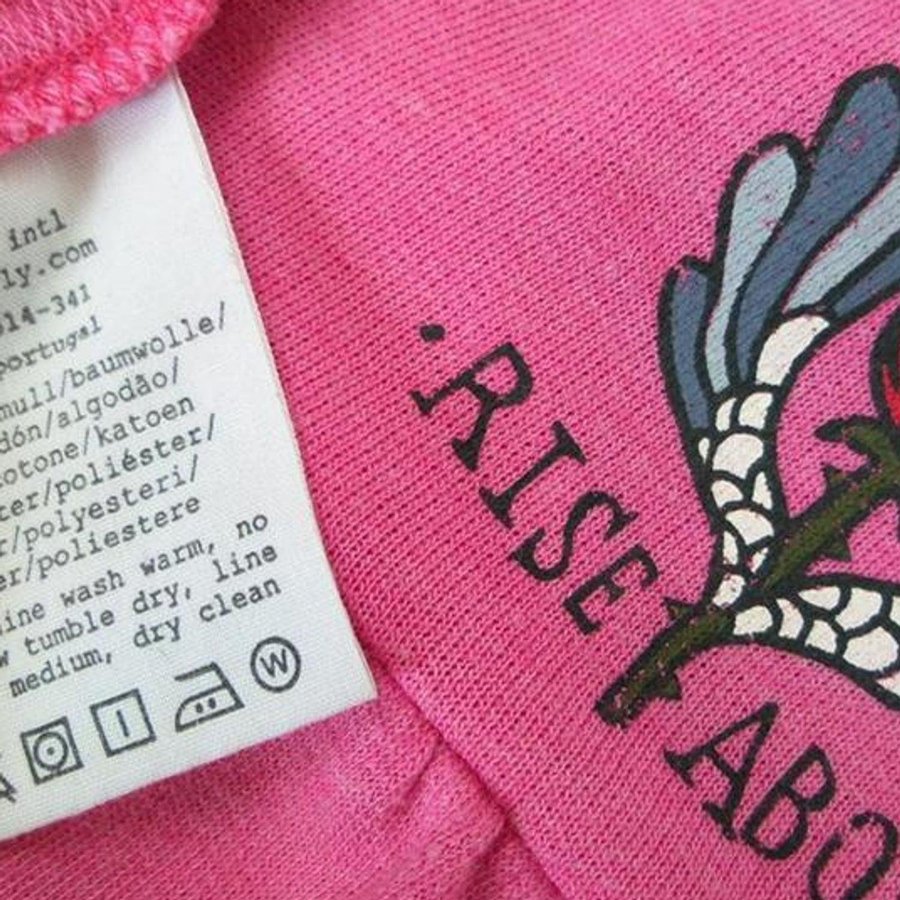 intl
ly.com
14-341
portugal
mull/baumwolle/
dón/algodão/
otone/katoen
ter/poliéster/
r/polyesteri/
er/poliestere
ine wash warm, no
w tumble dry, line
medium, dry clean
W
.RISE
ABO